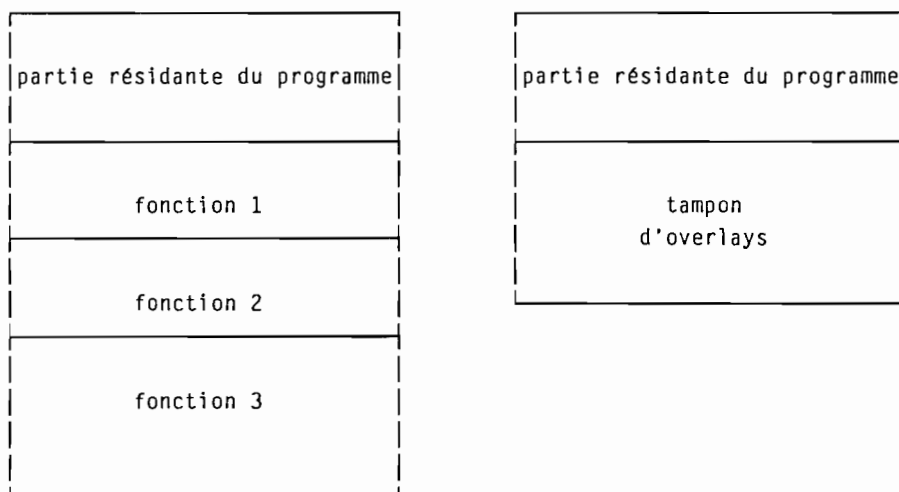 partie résidante du programme
fonction 1
fonction 2
fonction 3
partie résidante du programme
tampon
d'overlays